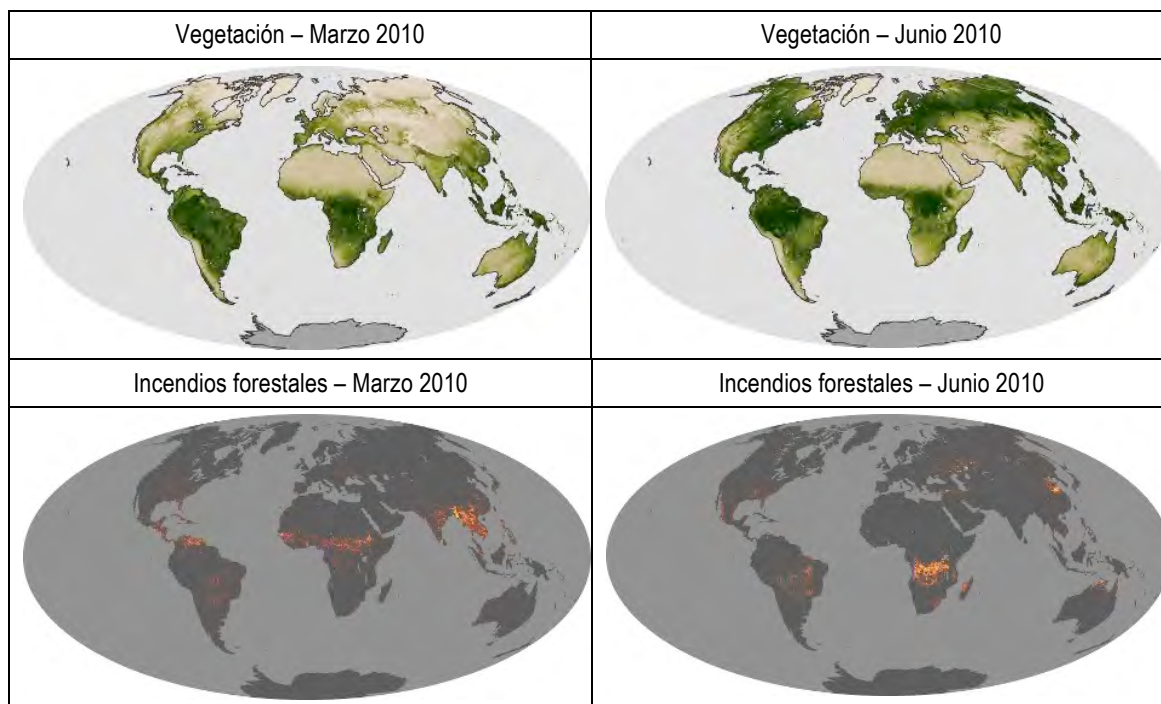 Vegetación – Marzo 2010
Vegetación – Junio 2010
Incendios forestales – Marzo 2010
Incendios forestales – Junio 2010